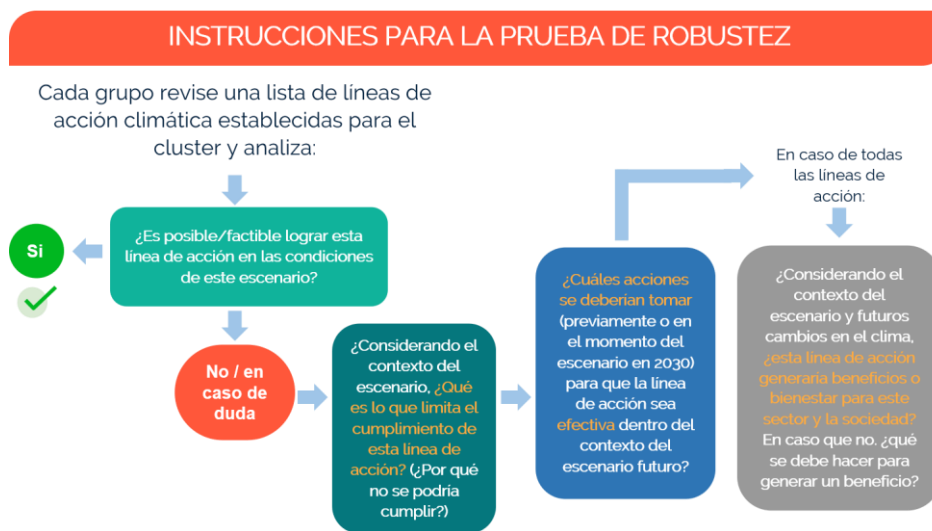 INSTRUCCIONES PARA LA PRUEBA DE ROBUSTEZ
Cada grupo revise una lista de líneas de
acción climática establecidas para el
cluster y analiza:
¿Es posible/factible lograr esta
línea de acción en las condiciones
de este escenario?
Si
No / en
caso de
duda
¿Considerando el
contexto del
escenario, ¿Qué
es lo que limita el
cumplimiento de
esta línea de
acción? (¿Por qué
no se podría
cumplir?)
¿Cuáles acciones
se deberían tomar
(previamente o en
el momento del
escenario en 2030)
para que la línea
de acción sea
efectiva dentro del
contexto del
escenario futuro?
En caso de todas
las líneas de
acción:
¿Considerando el
contexto del
escenario y futuros
cambios en el clima,
¿esta línea de acción
generaría beneficios o
bienestar para este
sector y la sociedad?
En caso que no. ¿qué
se debe hacer para
generar un beneficio?